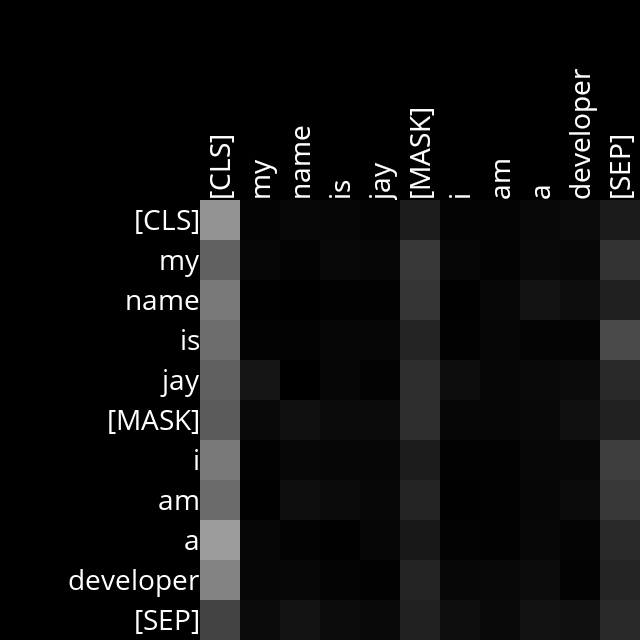 [CLS] my name is jay [MASK] i am a developer [SEP]
[CLS]
my
name
is
jay
[MASK]
i
am
a
developer
[SEP]